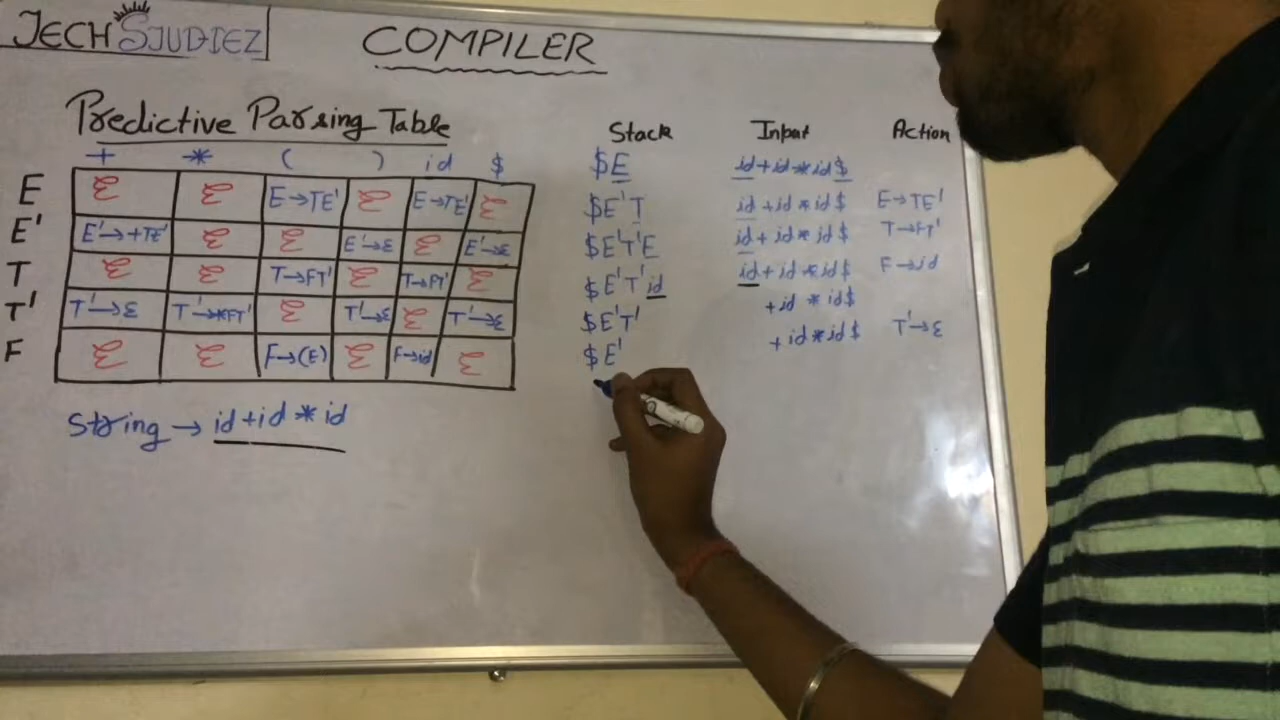 TECH STUDIEZ
COMPILER
Predictive Parsing Table
+ * ( ) id $
E Ɛ Ɛ E→TE' Ɛ E→TE' Ɛ
E' E'→+TE' Ɛ Ɛ E'→ε Ɛ E'→ε
T Ɛ Ɛ T→FT' Ɛ T→FT' Ɛ
T' T'→ε T'→*FT' Ɛ T'→ε Ɛ T'→ε
F Ɛ Ɛ F→(E) Ɛ F→id Ɛ
String → id+id*id
Stack Input Action
$E id+id*id$
$E'T id+id*id$ E→TE'
$E'T'E id+id*id$ T→FT'
$E'T'id id+id*id$ F→id
$E'T' +id*id$
$E' +id*id$ T'→ε